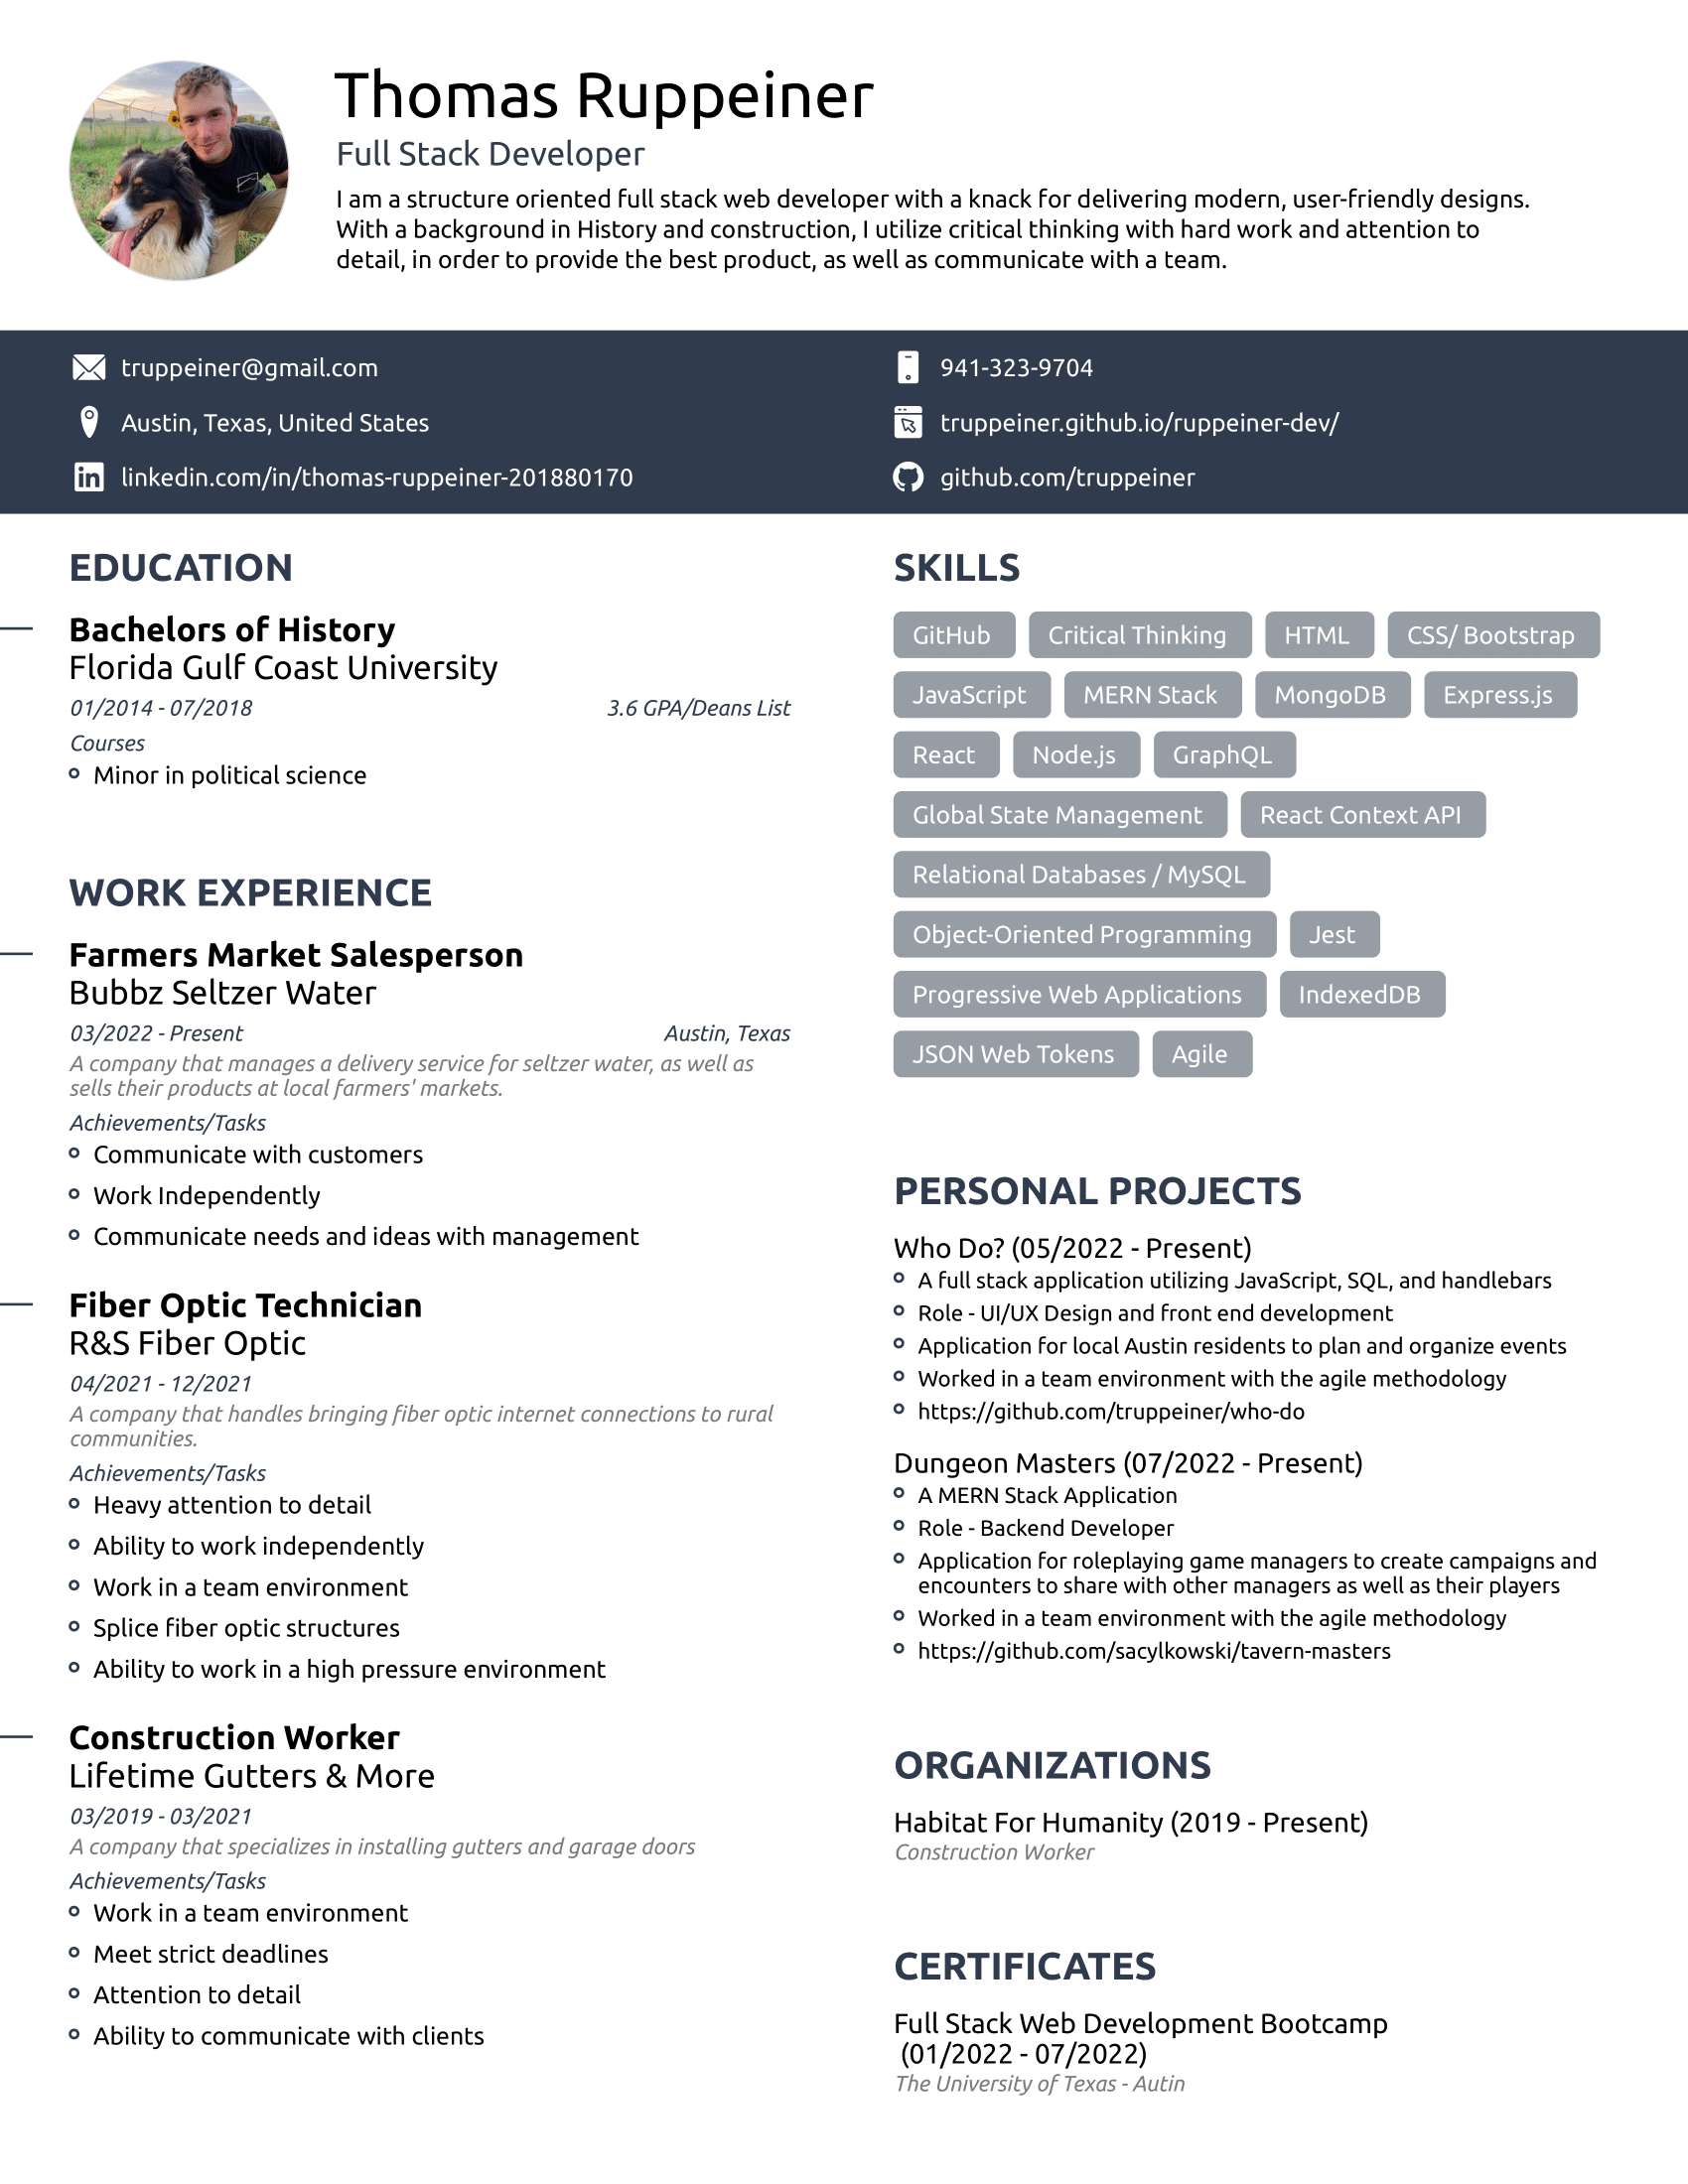 Thomas Ruppeiner
Full Stack Developer
I am a structure oriented full stack web developer with a knack for delivering modern, user-friendly designs.
With a background in History and construction, I utilize critical thinking with hard work and attention to
detail, in order to provide the best product, as well as communicate with a team.
truppeiner@gmail.com
941-323-9704
Austin, Texas, United States
truppeiner.github.io/ruppeiner-dev/
linkedin.com/in/thomas-ruppeiner-201880170
github.com/truppeiner
EDUCATION
Bachelors of History
Florida Gulf Coast University
01/2014 - 07/2018 3.6 GPA/Deans List
Courses
Minor in political science
WORK EXPERIENCE
Farmers Market Salesperson
Bubbz Seltzer Water
03/2022 - Present Austin, Texas
A company that manages a delivery service for seltzer water, as well as
sells their products at local farmers' markets.
Achievements/Tasks
Communicate with customers
Work Independently
Communicate needs and ideas with management
Fiber Optic Technician
R&S Fiber Optic
04/2021 - 12/2021
A company that handles bringing fiber optic internet connections to rural
communities.
Achievements/Tasks
Heavy attention to detail
Ability to work independently
Work in a team environment
Splice fiber optic structures
Ability to work in a high pressure environment
Construction Worker
Lifetime Gutters & More
03/2019 - 03/2021
A company that specializes in installing gutters and garage doors
Achievements/Tasks
Work in a team environment
Meet strict deadlines
Attention to detail
Ability to communicate with clients
SKILLS
GitHub Critical Thinking HTML CSS/ Bootstrap
JavaScript MERN Stack MongoDB Express.js
React Node.js GraphQL
Global State Management React Context API
Relational Databases / MySQL
Object-Oriented Programming Jest
Progressive Web Applications IndexedDB
JSON Web Tokens Agile
PERSONAL PROJECTS
Who Do? (05/2022 - Present)
A full stack application utilizing JavaScript, SQL, and handlebars
Role - UI/UX Design and front end development
Application for local Austin residents to plan and organize events
Worked in a team environment with the agile methodology
https://github.com/truppeiner/who-do
Dungeon Masters (07/2022 - Present)
A MERN Stack Application
Role - Backend Developer
Application for roleplaying game managers to create campaigns and
encounters to share with other managers as well as their players
Worked in a team environment with the agile methodology
https://github.com/sacylkowski/tavern-masters
ORGANIZATIONS
Habitat For Humanity (2019 - Present)
Construction Worker
CERTIFICATES
Full Stack Web Development Bootcamp
(01/2022 - 07/2022)
The University of Texas - Autin